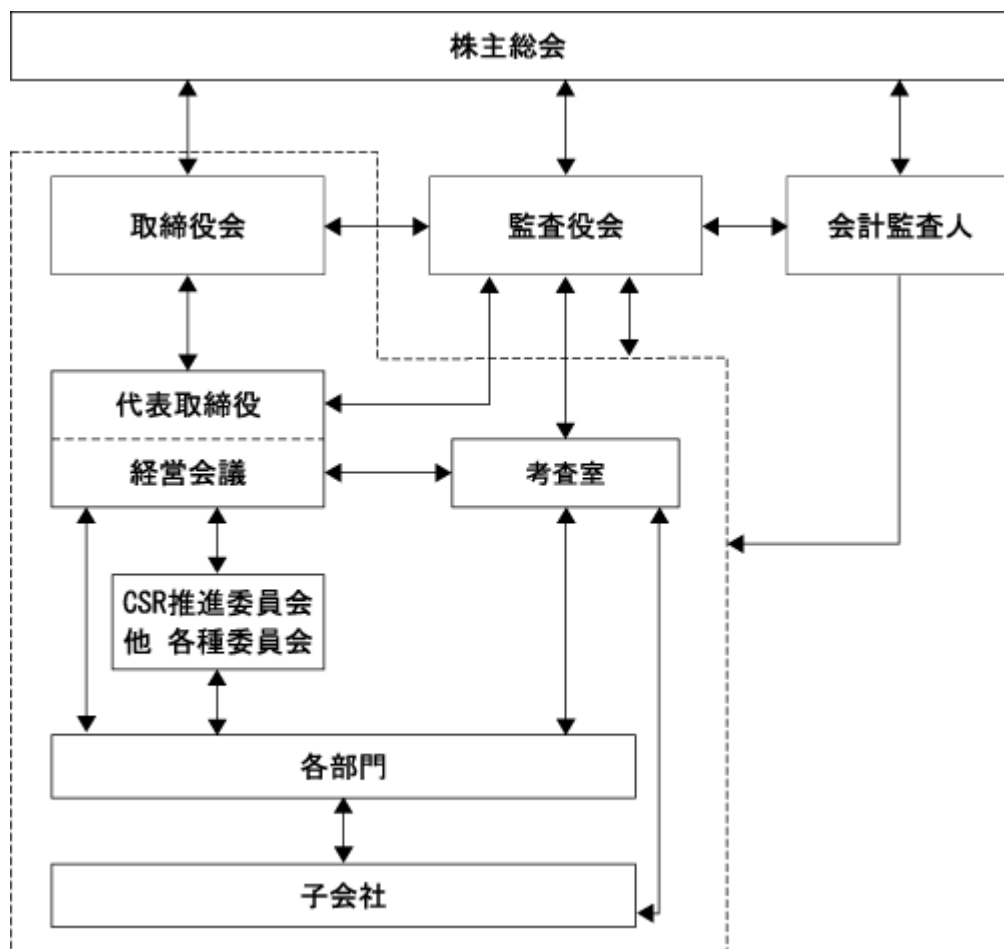 株主総会
取締役会
監査役会
会計監査人
代表取締役
経営会議
考査室
CSR推進委員会
他 各種委員会
各部門
子会社